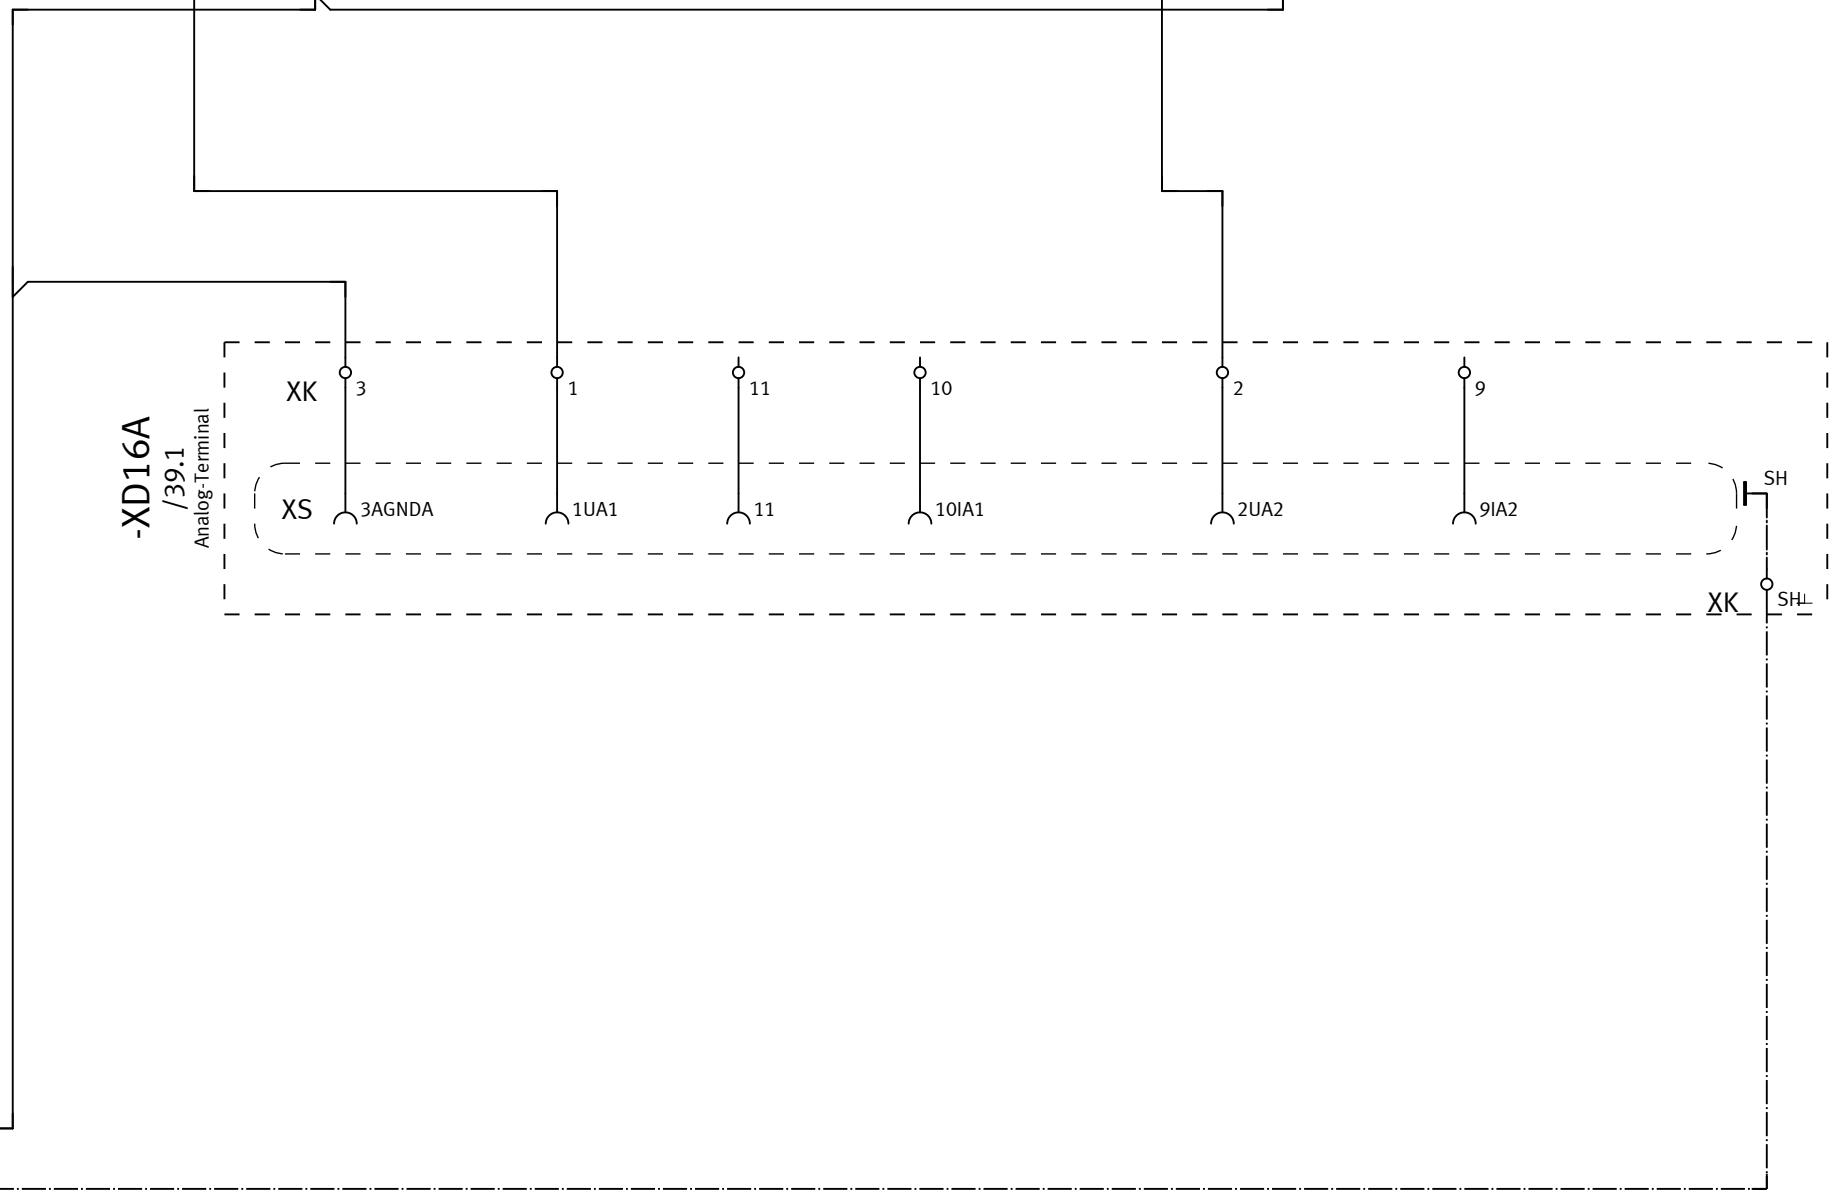 -XD16A
/39.1
Analog-Terminal
XK 3 1 11 10 2 9
XS 3AGNDA 1UA1 11 10IA1 2UA2 9IA2
SH
XK SH⊥